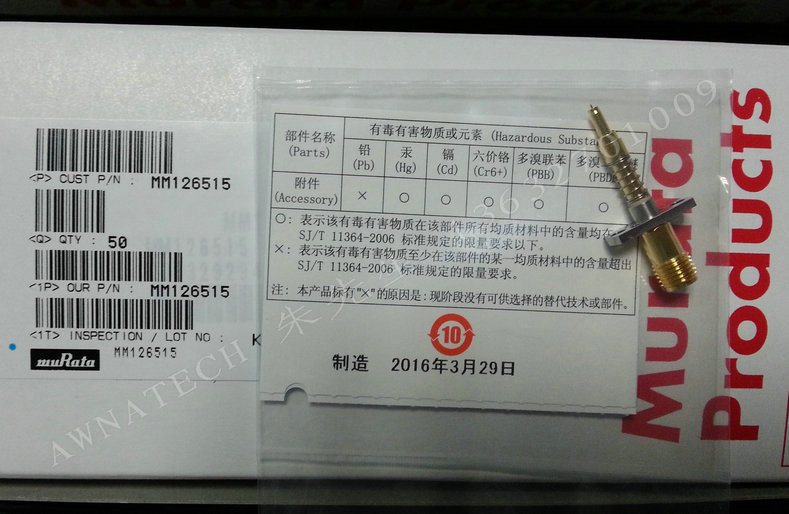 Murata
Products
<P> CUST P/N : MM126515
<Q> QTY : 50
MM126515
<1P> OUR P/N : MM126515
<1T> INSPECTION / LOT NO : K
muRata MM126515
部件名称
(Parts)
有毒有害物质或元素 (Hazardous Substan
铅
(Pb)
汞
(Hg)
镉
(Cd)
六价铬
(Cr6+)
多溴联苯
(PBB)
多溴
(PBD
附件
(Accessory)
×
○
○
○
○
○
○：表示该有毒有害物质在该部件所有均质材料中的含量均在
SJ/T 11364-2006 标准规定的限量要求以下。
×：表示该有毒有害物质至少在该部件的某一均质材料中的含量超出
SJ/T 11364-2006 标准规定的限量要求。
注：本产品标有"×"的原因是：现阶段没有可供选择的替代技术或部件。
10
制造 2016年3月29日
AWNATECH